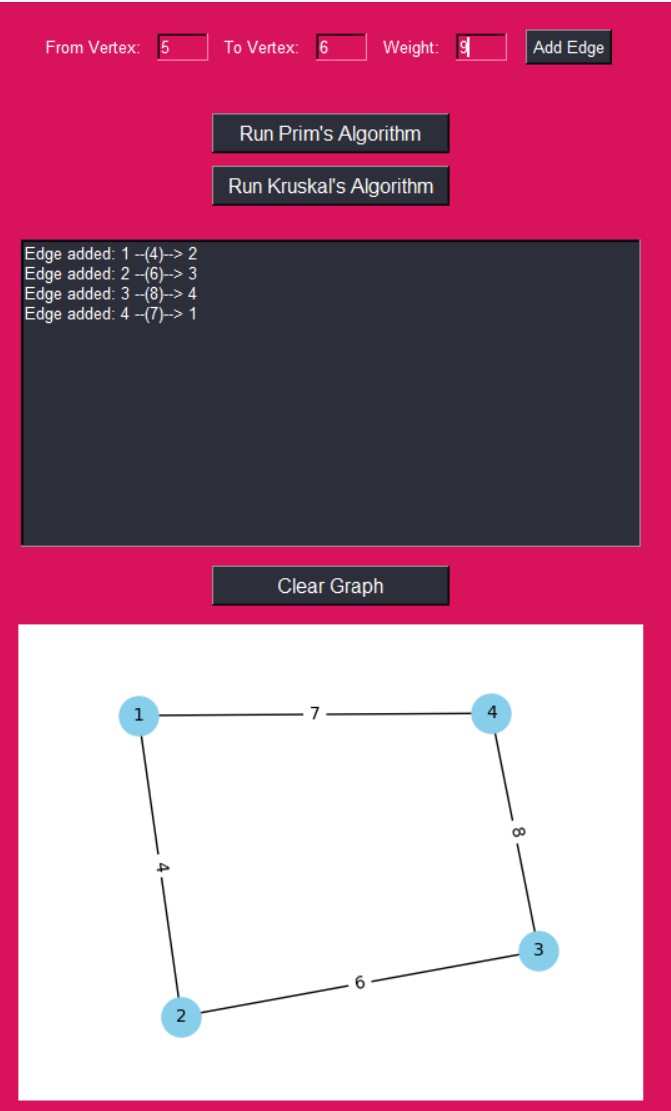 From Vertex: 5 To Vertex: 6 Weight: 9 Add Edge
Run Prim's Algorithm
Run Kruskal's Algorithm
Edge added: 1 --(4)--> 2
Edge added: 2 --(6)--> 3
Edge added: 3 --(8)--> 4
Edge added: 4 --(7)--> 1
Clear Graph
1 7 4
8
4
3
6
2